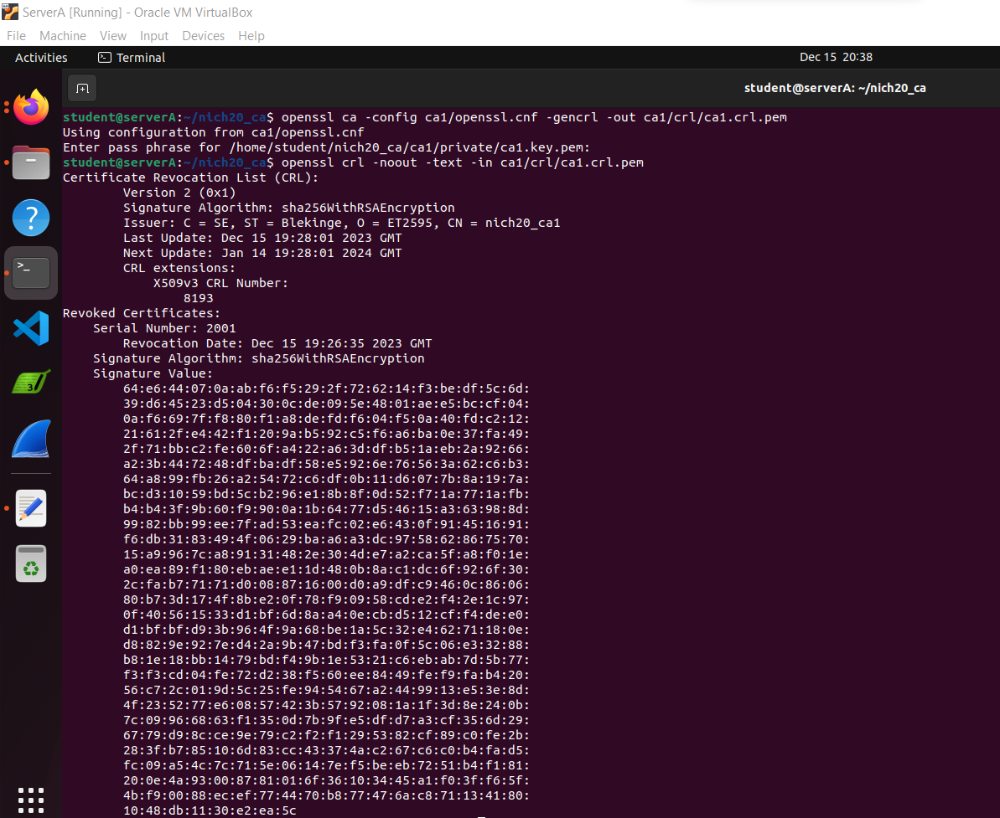 ServerA [Running] - Oracle VM VirtualBox
File Machine View Input Devices Help
Activities Terminal Dec 15 20:38
student@serverA: ~/nich20_ca
student@serverA:~/nich20_ca$ openssl ca -config ca1/openssl.cnf -gencrl -out ca1/crl/ca1.crl.pem
Using configuration from ca1/openssl.cnf
Enter pass phrase for /home/student/nich20_ca/ca1/private/ca1.key.pem:
student@serverA:~/nich20_ca$ openssl crl -noout -text -in ca1/crl/ca1.crl.pem
Certificate Revocation List (CRL):
        Version 2 (0x1)
        Signature Algorithm: sha256WithRSAEncryption
        Issuer: C = SE, ST = Blekinge, O = ET2595, CN = nich20_ca1
        Last Update: Dec 15 19:28:01 2023 GMT
        Next Update: Jan 14 19:28:01 2024 GMT
        CRL extensions:
            X509v3 CRL Number:
                8193
Revoked Certificates:
    Serial Number: 2001
        Revocation Date: Dec 15 19:26:35 2023 GMT
    Signature Algorithm: sha256WithRSAEncryption
    Signature Value:
        64:e6:44:07:0a:ab:f6:f5:29:2f:72:62:14:f3:be:df:5c:6d:
        39:d6:45:23:d5:04:30:0c:de:09:5e:48:01:ae:e5:bc:cf:04:
        0a:f6:69:7f:f8:80:f1:a8:de:fd:f6:04:f5:0a:40:fd:c2:12:
        21:61:2f:e4:42:f1:20:9a:b5:92:c5:f6:a6:ba:0e:37:fa:49:
        2f:71:bb:c2:fe:60:6f:a4:22:a6:3d:df:b5:1a:eb:2a:92:66:
        a2:3b:44:72:48:df:ba:df:58:e5:92:6e:76:56:3a:62:c6:b3:
        64:a8:99:fb:26:a2:54:72:c6:df:0b:11:d6:07:7b:8a:19:7a:
        bc:d3:10:59:bd:5c:b2:96:e1:8b:8f:0d:52:f7:1a:77:1a:fb:
        b4:b4:3f:9b:60:f9:90:0a:1b:64:77:d5:46:15:a3:63:98:8d:
        99:82:bb:99:ee:7f:ad:53:ea:fc:02:e6:43:0f:91:45:16:91:
        f6:db:31:83:49:4f:06:29:ba:a6:a3:dc:97:58:62:86:75:70:
        15:a9:96:7c:a8:91:31:48:2e:30:4d:e7:a2:ca:5f:a8:f0:1e:
        a0:ea:89:f1:80:eb:ae:e1:1d:48:0b:8a:c1:dc:6f:92:6f:30:
        2c:fa:b7:71:71:d0:08:87:16:00:d0:a9:df:c9:46:0c:86:06:
        80:b7:3d:17:4f:8b:e2:0f:78:f9:09:58:cd:e2:f4:2e:1c:97:
        0f:40:56:15:33:d1:bf:6d:8a:a4:0e:cb:d5:12:cf:f4:de:e0:
        d1:bf:bf:d9:3b:96:4f:9a:68:be:1a:5c:32:e4:62:71:18:0e:
        d8:82:9e:92:7e:d4:2a:9b:47:bd:f3:fa:0f:5c:06:e3:32:88:
        b8:1e:18:bb:14:79:bd:f4:9b:1e:53:21:c6:eb:ab:7d:5b:77:
        f3:f3:cd:04:fe:72:d2:38:f5:60:ee:84:49:fe:f9:fa:b4:20:
        56:c7:2c:01:9d:5c:25:fe:94:54:67:a2:44:99:13:e5:3e:8d:
        4f:23:52:77:e6:08:57:42:3b:57:92:08:1a:1f:3d:8e:24:0b:
        7c:09:96:68:63:f1:35:0d:7b:9f:e5:df:d7:a3:cf:35:6d:29:
        67:79:d9:8c:ce:9e:79:c2:f2:f1:29:53:82:cf:89:c0:fe:2b:
        28:3f:b7:85:10:6d:83:cc:43:37:4a:c2:67:c6:c0:b4:fa:d5:
        fc:09:a5:4c:7c:71:5e:06:14:7e:f5:be:eb:72:51:b4:f1:81:
        20:0e:4a:93:00:87:81:01:6f:36:10:34:45:a1:f0:3f:f6:5f:
        4b:f9:00:88:ec:ef:77:44:70:b8:77:47:6a:c8:71:13:41:80:
        10:48:db:11:30:e2:ea:5c